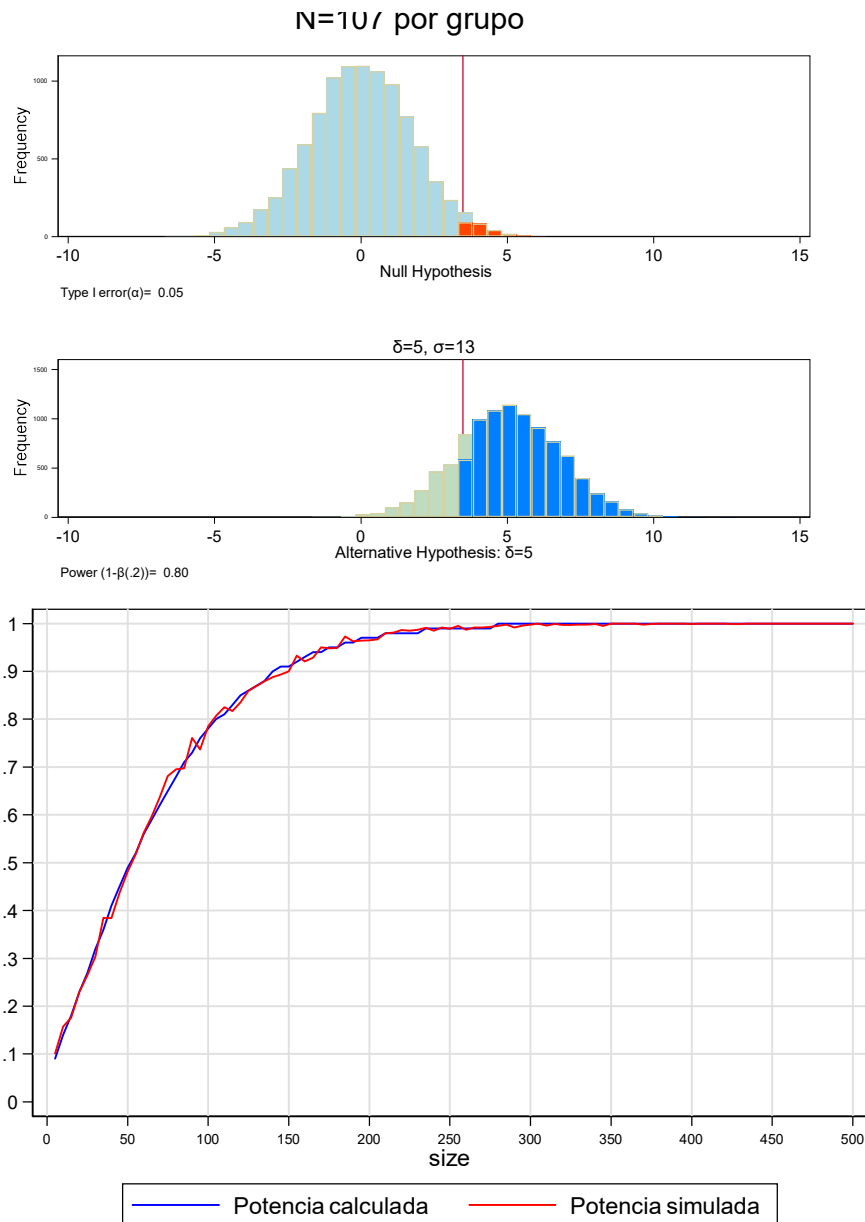 N=107 por grupo
Frequency
1000
500
0
-10 -5 0 5 10 15
Null Hypothesis
Type I error(α)= 0.05
δ=5, σ=13
Frequency
1500
1000
500
0
-10 -5 0 5 10 15
Alternative Hypothesis: δ=5
Power (1-β(.2))= 0.80
1
.9
.8
.7
.6
.5
.4
.3
.2
.1
0
0 50 100 150 200 250 300 350 400 450 500
size
Potencia calculada Potencia simulada